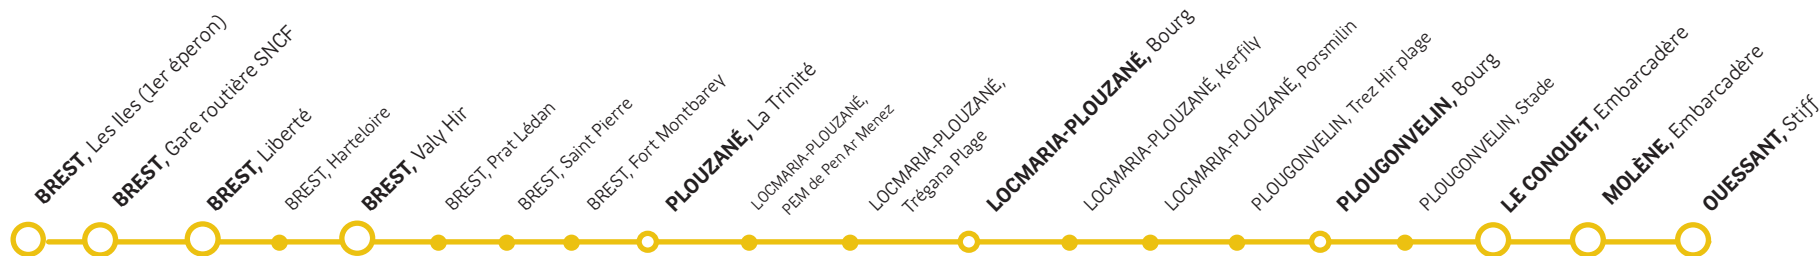 BREST, Les Iles (1er éperon)
BREST, Gare routière SNCF
BREST, Liberté
BREST, Harteloire
BREST, Valy Hir
BREST, Prat Lédan
BREST, Saint Pierre
BREST, Fort Montbarey
PLOUZANÉ, La Trinité
LOCMARIA-PLOUZANÉ,
PEM de Pen Ar Menez
LOCMARIA-PLOUZANÉ,
Trégana Plage
LOCMARIA-PLOUZANÉ, Bourg
LOCMARIA-PLOUZANÉ, Kerfily
LOCMARIA-PLOUZANÉ, Porsmilin
PLOUGONVELIN, Trez Hir plage
PLOUGONVELIN, Bourg
PLOUGONVELIN, Stade
LE CONQUET, Embarcadère
MOLÈNE, Embarcadère
OUESSANT, Stiff